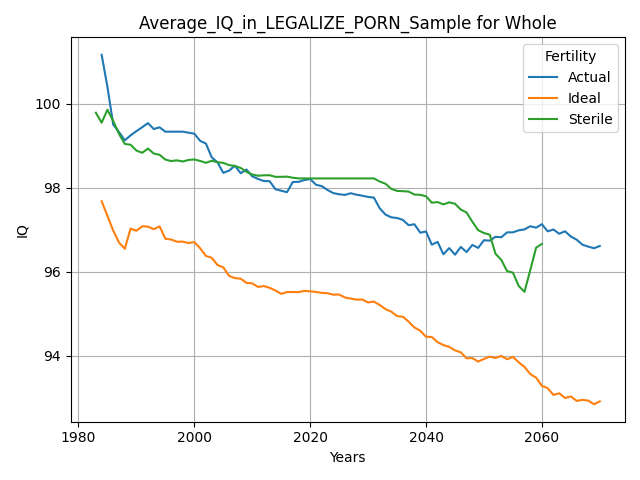 Average_IQ_in_LEGALIZE_PORN_Sample for Whole
Fertility
Actual
Ideal
Sterile
IQ
100
98
96
94
1980
2000
2020
2040
2060
Years